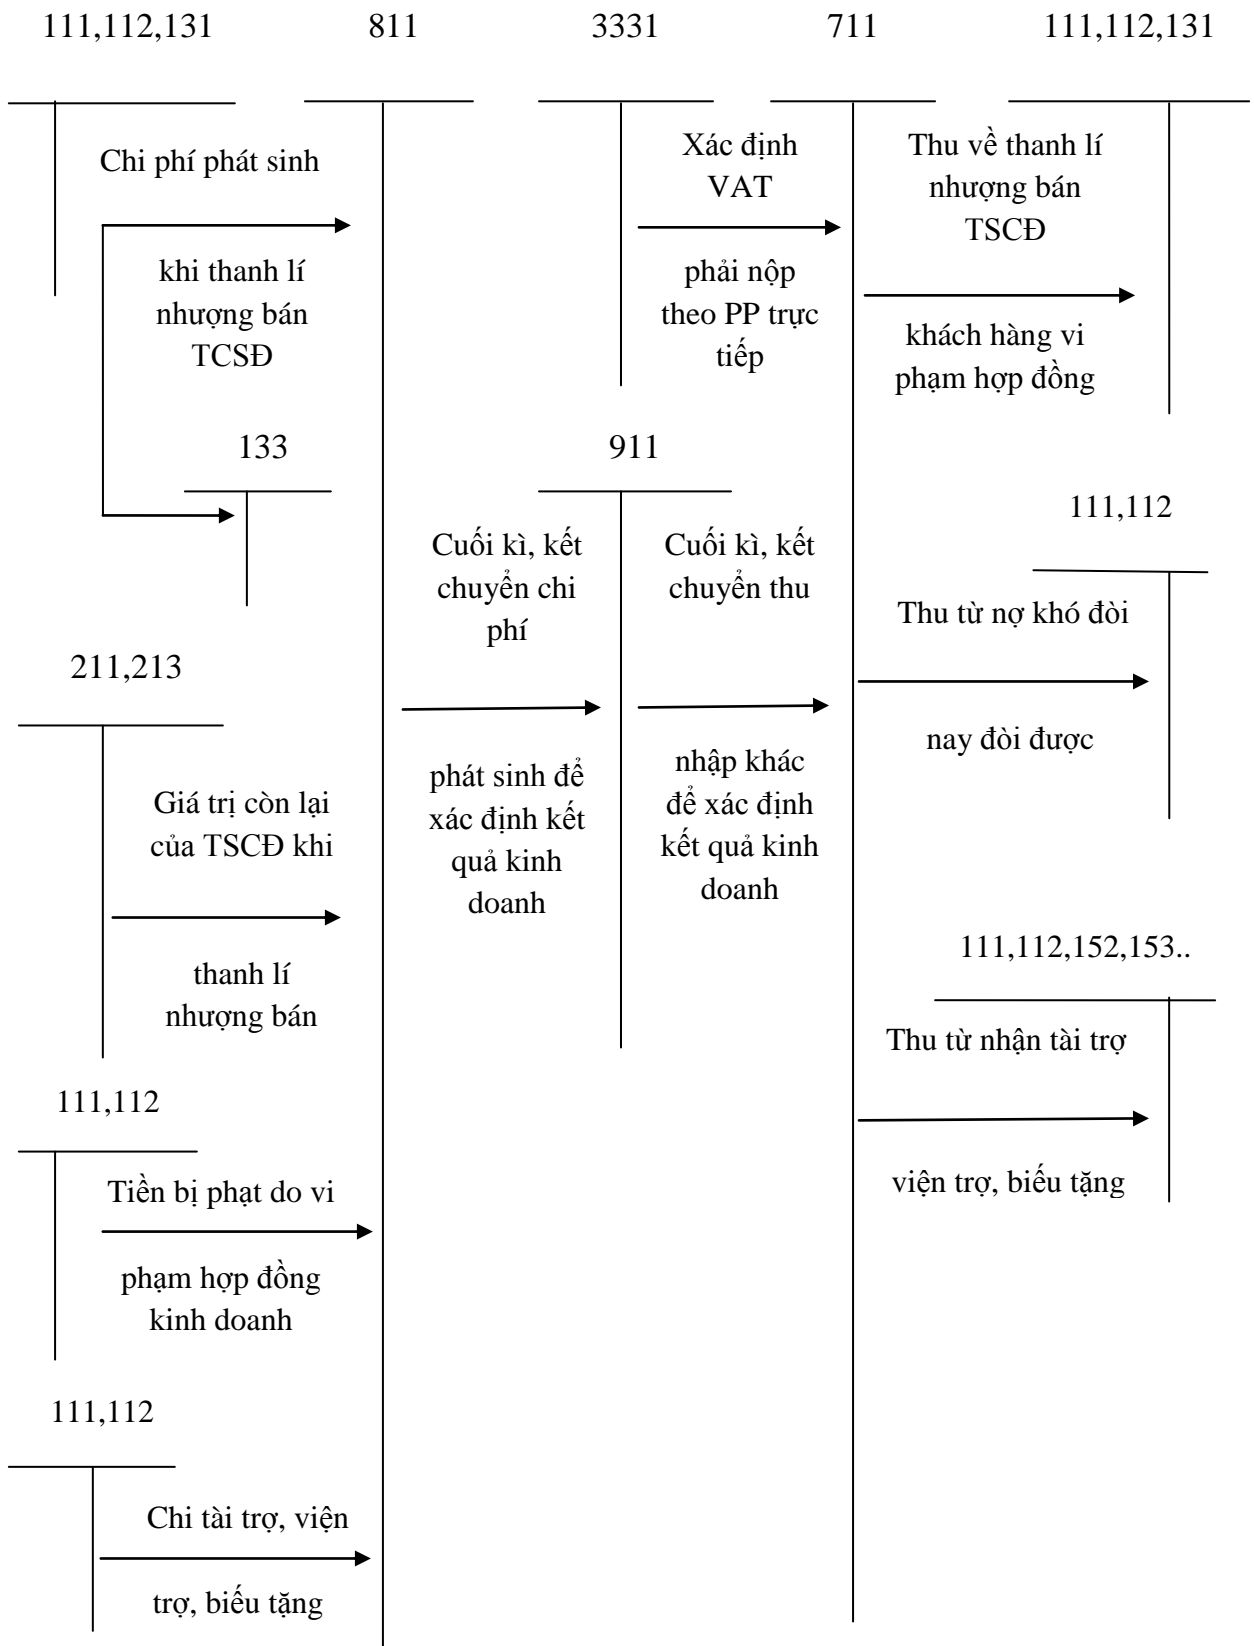 111,112,131
811
3331
711
111,112,131
Chi phí phát sinh
khi thanh lí
nhượng bán
TCSĐ
Xác định
VAT
phải nộp
theo PP trực
tiếp
Thu về thanh lí
nhượng bán
TSCĐ
khách hàng vi
phạm hợp đồng
133
911
111,112
Cuối kì, kết
chuyển chi
phí
phát sinh để
xác định kết
quả kinh
doanh
Cuối kì, kết
chuyển thu
nhập khác
để xác định
kết quả kinh
doanh
Thu từ nợ khó đòi
nay đòi được
211,213
Giá trị còn lại
của TSCĐ khi
thanh lí
nhượng bán
111,112,152,153..
Thu từ nhận tài trợ
viện trợ, biếu tặng
111,112
Tiền bị phạt do vi
phạm hợp đồng
kinh doanh
111,112
Chi tài trợ, viện
trợ, biếu tặng